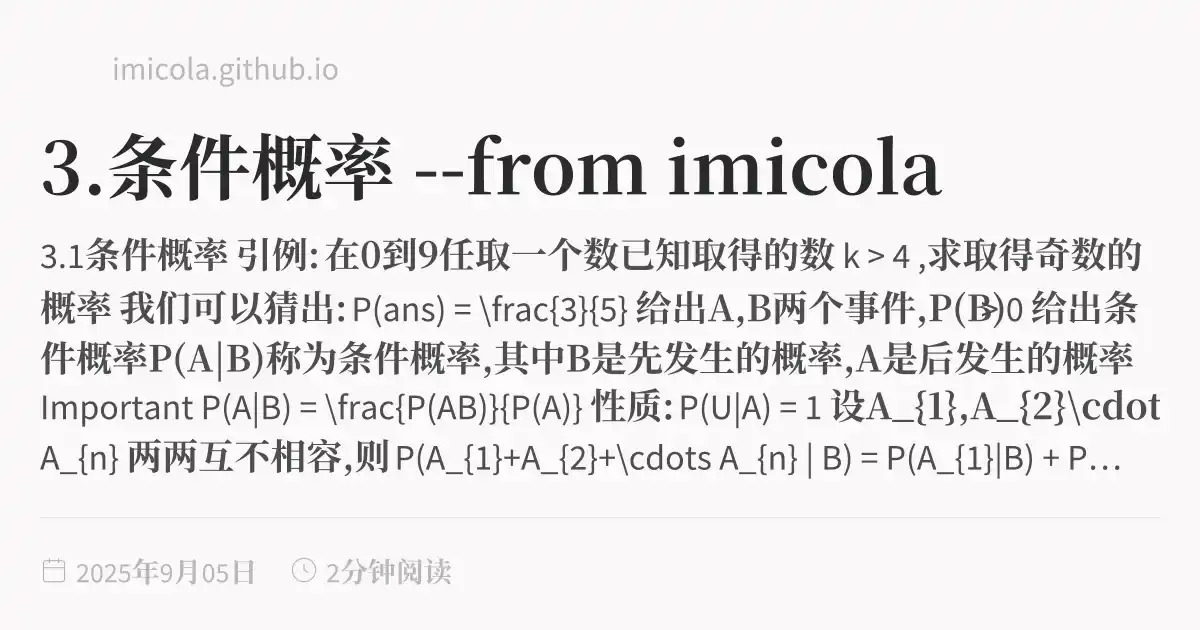 imicola.github.io
3.条件概率 --from imicola
3.1条件概率 引例: 在0到9任取一个数已知取得的数 k > 4 ,求取得奇数的
概率 我们可以猜出: P(ans) = \frac{3}{5} 给出A,B两个事件,P(B)>0 给出条
件概率P(A|B)称为条件概率,其中B是先发生的概率,A是后发生的概率
Important P(A|B) = \frac{P(AB)}{P(A)} 性质: P(U|A) = 1 设A_{1},A_{2}\cdot
A_{n} 两两互不相容,则 P(A_{1}+A_{2}+\cdots A_{n} | B) = P(A_{1}|B) + P…
2025年9月05日 2分钟阅读